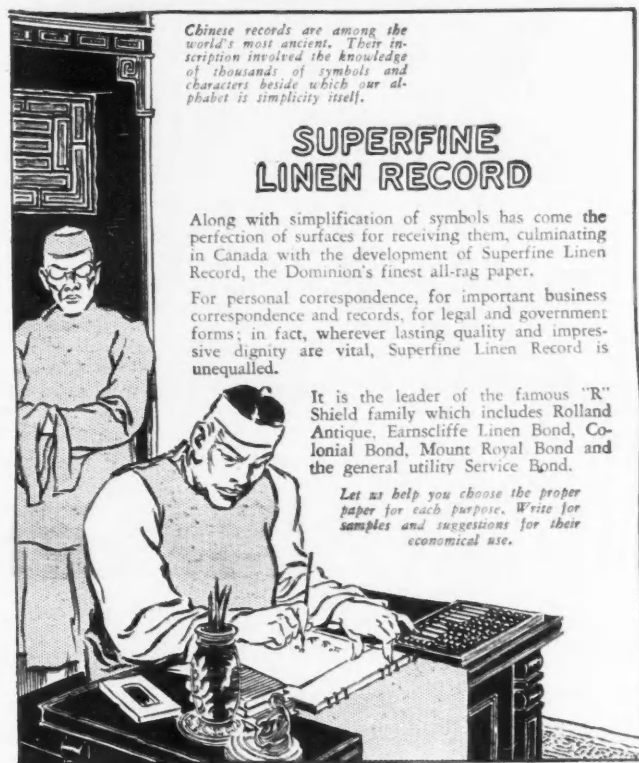 Chinese records are among the
world's most ancient. Their in-
scription involved the knowledge
of thousands of symbols and
characters beside which our al-
phabet is simplicity itself.
SUPERFINE
LINEN RECORD
Along with simplification of symbols has come the
perfection of surfaces for receiving them, culminating
in Canada with the development of Superfine Linen
Record, the Dominion's finest all-rag paper.
For personal correspondence, for important business
correspondence and records, for legal and government
forms; in fact, wherever lasting quality and impres-
sive dignity are vital, Superfine Linen Record is
unequalled.
It is the leader of the famous "R"
Shield family which includes Rolland
Antique, Earnscliffe Linen Bond, Co-
lonial Bond, Mount Royal Bond and
the general utility Service Bond.
Let us help you choose the proper
paper for each purpose. Write for
samples and suggestions for their
economical use.